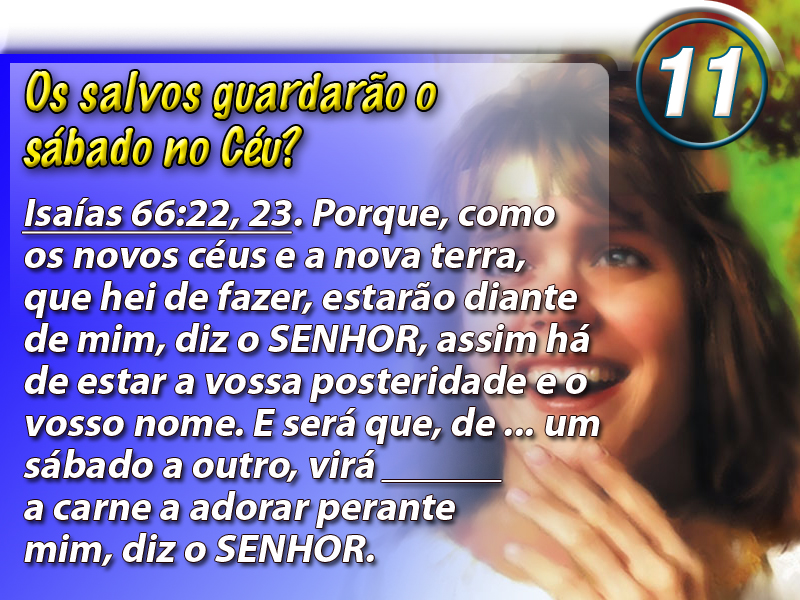 11
Os salvos guardarão o
sábado no Céu?
Isaías 66:22, 23. Porque, como
os novos céus e a nova terra,
que hei de fazer, estarão diante
de mim, diz o SENHOR, assim há
de estar a vossa posteridade e o
vosso nome. E será que, de ... um
sábado a outro, virá ______
a carne a adorar perante
mim, diz o SENHOR.